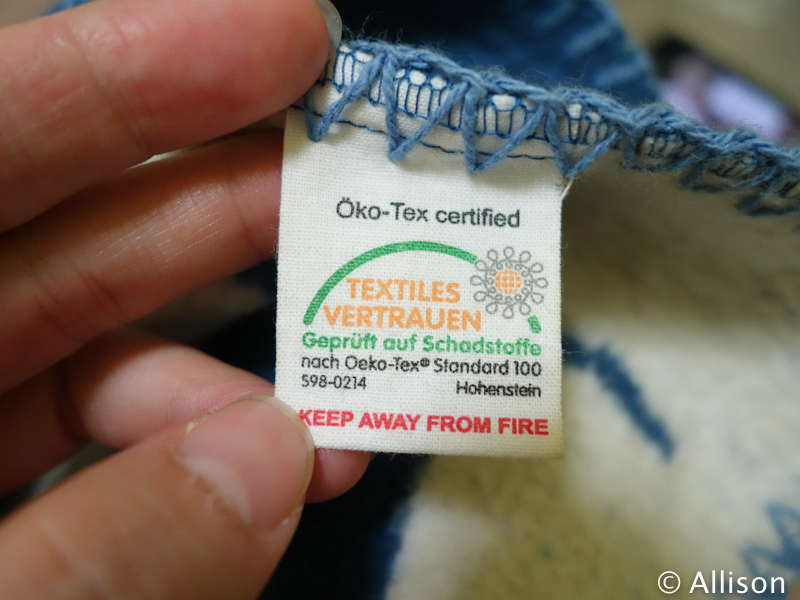 Öko-Tex certified
TEXTILES
VERTRAUEN
Geprüft auf Schadstoffe
nach Oeko-Tex® Standard 100
S98-0214 Hohenstein
KEEP AWAY FROM FIRE
© Allison